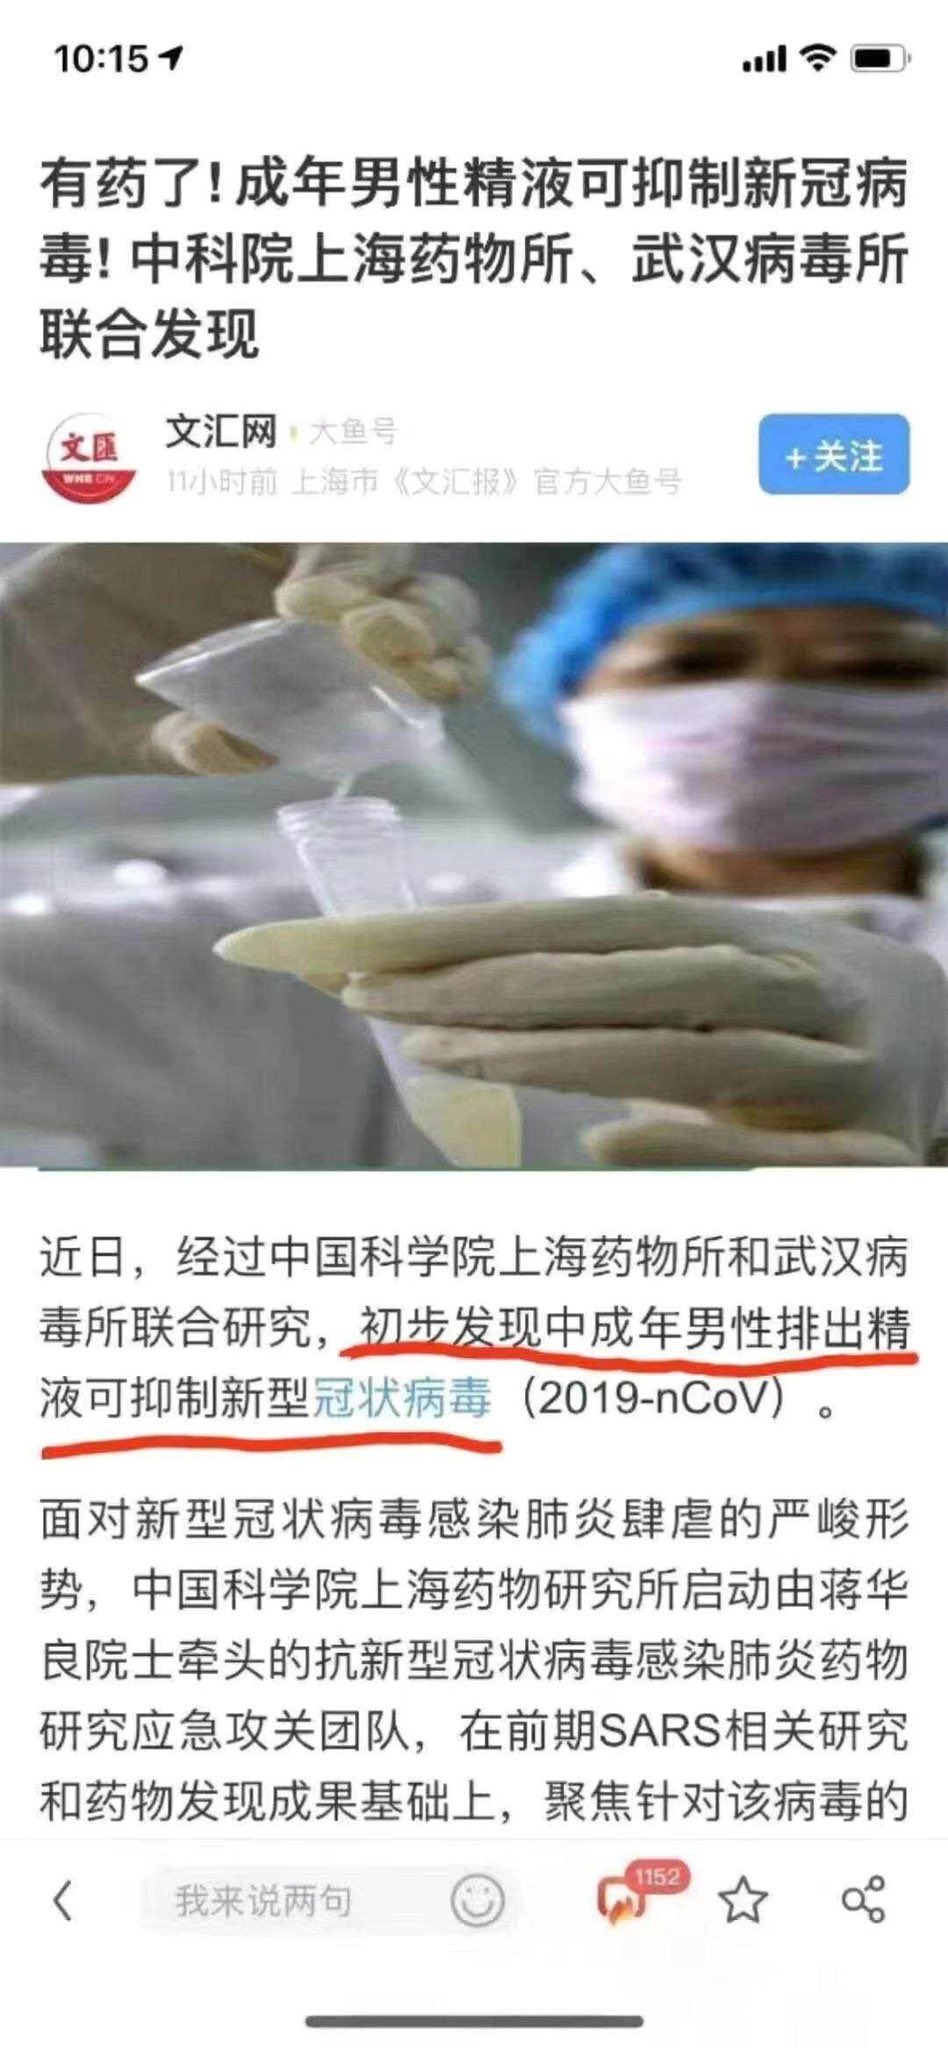 10:15
有药了!成年男性精液可抑制新冠病
毒!中科院上海药物所、武汉病毒所
联合发现
文匯
WHB CN
文汇网 大鱼号
11小时前 上海市《文汇报》官方大鱼号
+关注
近日，经过中国科学院上海药物所和武汉病
毒所联合研究，初步发现中成年男性排出精
液可抑制新型冠状病毒（2019-nCoV）。
面对新型冠状病毒感染肺炎肆虐的严峻形
势，中国科学院上海药物研究所启动由蒋华
良院士牵头的抗新型冠状病毒感染肺炎药物
研究应急攻关团队，在前期SARS相关研究
和药物发现成果基础上，聚焦针对该病毒的
我来说两句
1152